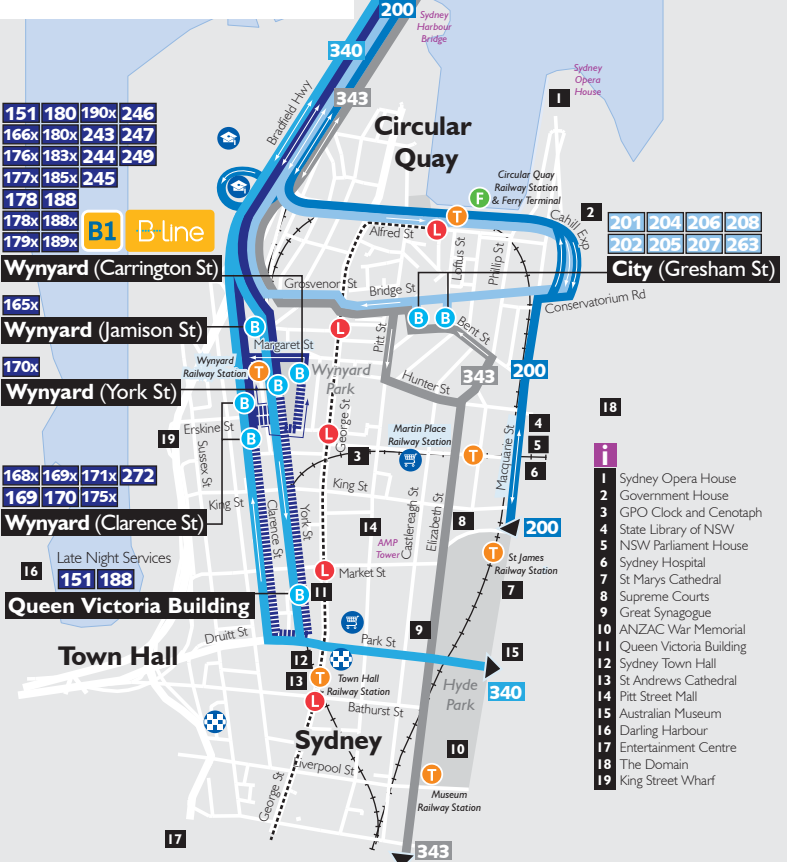 200
Sydney
Harbour
Bridge
340
343
Bradfield Hwy
Sydney
Opera
House
1
Circular
Quay
151 180 190x 246
166x 180x 243 247
176x 183x 244 249
177x 185x 245
178 188
178x 188x
179x 189x
B1 B-Line
Wynyard (Carrington St)
Circular Quay
Railway Station
& Ferry Terminal
F
T
L
Alfred St
Loftus St
Phillip St
Cahill Exp
2
201 204 206 208
202 205 207 263
City (Gresham St)
Grosvenor St
Bridge St
Conservatorium Rd
165x
Wynyard (Jamison St)
B
Margaret St
L
Pitt St
B
B
Bent St
170x
Wynyard (York St)
Wynyard
Railway Station
T
B
B
Wynyard
Park
Hunter St
343
200
B
Erskine St
19
B
Sussex St
George St
L
3
Martin Place
Railway Station
T
Macquarie St
4
5
6
18
168x 169x 171x 272
169 170 175x
Wynyard (Clarence St)
King St
Clarence St
York St
King St
14
AMP
Tower
Castlereagh St
Elizabeth St
8
200
T
St James
Railway Station
7
16
Late Night Services
151 188
Queen Victoria Building
B
11
L
Market St
Druitt St
Park St
9
15
Town Hall
12
13
T
Town Hall
Railway Station
L
Bathurst St
Hyde
Park
340
Sydney
Liverpool St
George St
10
T
Museum
Railway Station
17
343
i
1 Sydney Opera House
2 Government House
3 GPO Clock and Cenotaph
4 State Library of NSW
5 NSW Parliament House
6 Sydney Hospital
7 St Marys Cathedral
8 Supreme Courts
9 Great Synagogue
10 ANZAC War Memorial
11 Queen Victoria Building
12 Sydney Town Hall
13 St Andrews Cathedral
14 Pitt Street Mall
15 Australian Museum
16 Darling Harbour
17 Entertainment Centre
18 The Domain
19 King Street Wharf